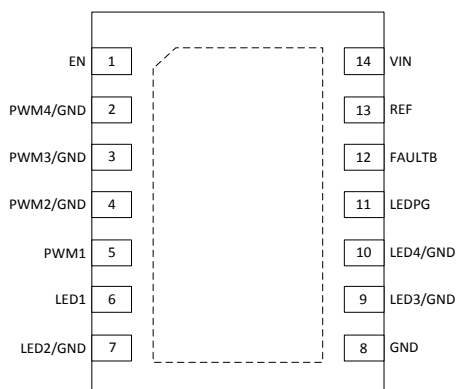 EN 1 14 VIN
PWM4/GND 2 13 REF
PWM3/GND 3 12 FAULTB
PWM2/GND 4 11 LEDPG
PWM1 5 10 LED4/GND
LED1 6 9 LED3/GND
LED2/GND 7 8 GND